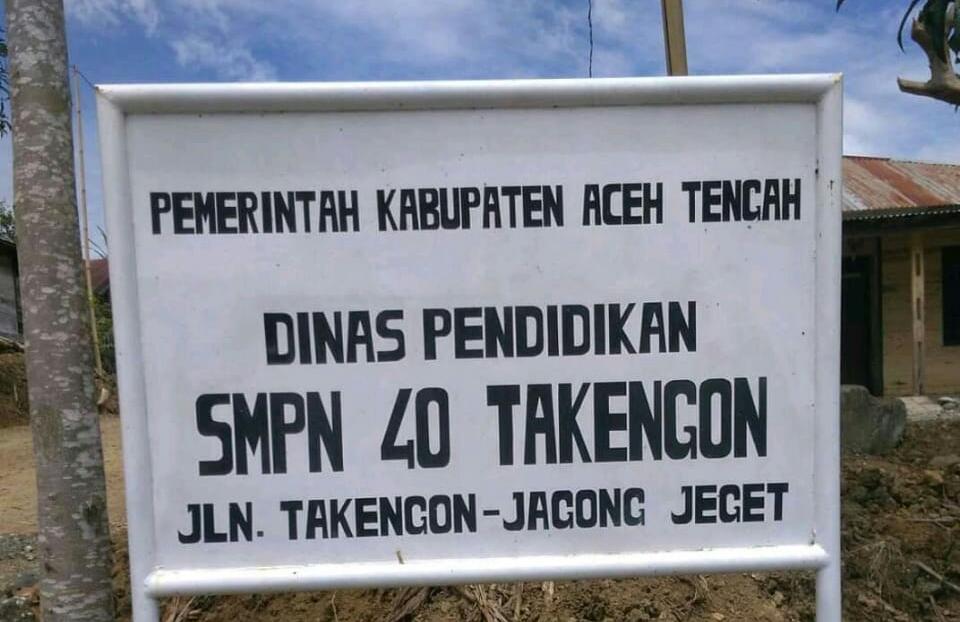 PEMERINTAH KABUPATEN ACEH TENGAH
DINAS PENDIDIKAN
SMPN 40 TAKENGON
JLN. TAKENGON-JAGONG JEGET